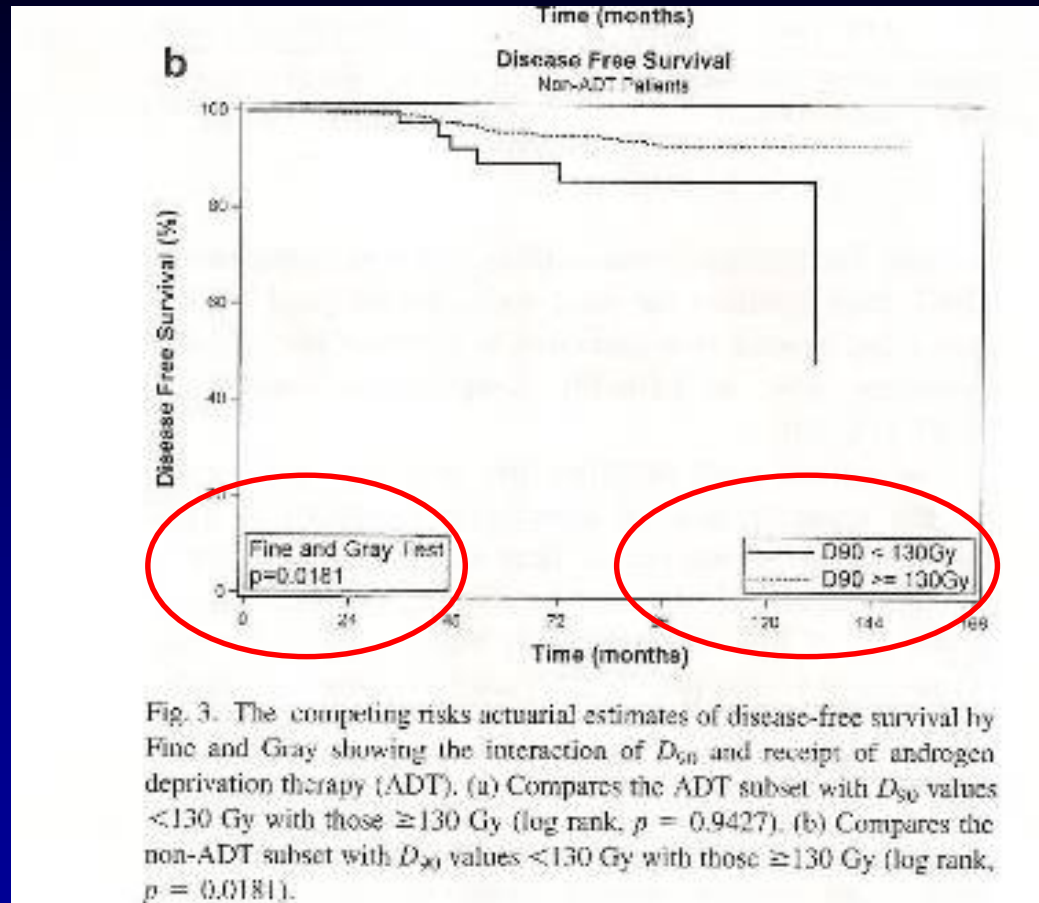 Time (months)
b
Disease Free Survival
Non-ADT Patients
Disease Free Survival (%)
100
80
60
40
20
0
Fine and Gray Test
p=0.0181
D90 < 130Gy
D90 >= 130Gy
0 24 48 72 96 120 144 168
Time (months)
Fig. 3. The competing risks actuarial estimates of disease-free survival by
Fine and Gray showing the interaction of D90 and receipt of androgen
deprivation therapy (ADT). (a) Compares the ADT subset with D90 values
<130 Gy with those ≥130 Gy (log rank, p = 0.9427). (b) Compares the
non-ADT subset with D90 values <130 Gy with those ≥130 Gy (log rank,
p = 0.0181).